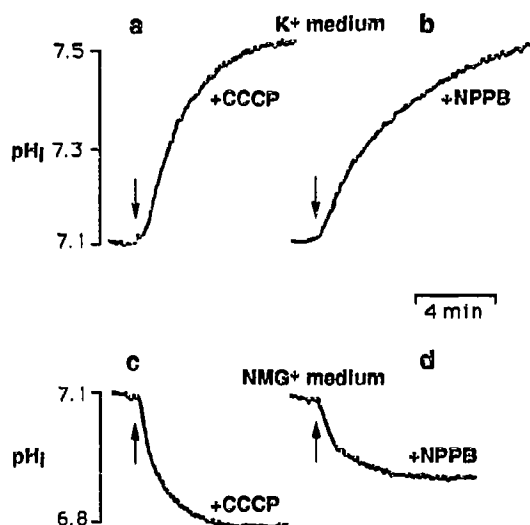 a K+ medium b
7.5
+CCCP +NPPB
pHi 7.3
7.1
4 min
c NMG+ medium d
7.1
pHi
+NPPB
+CCCP
6.8